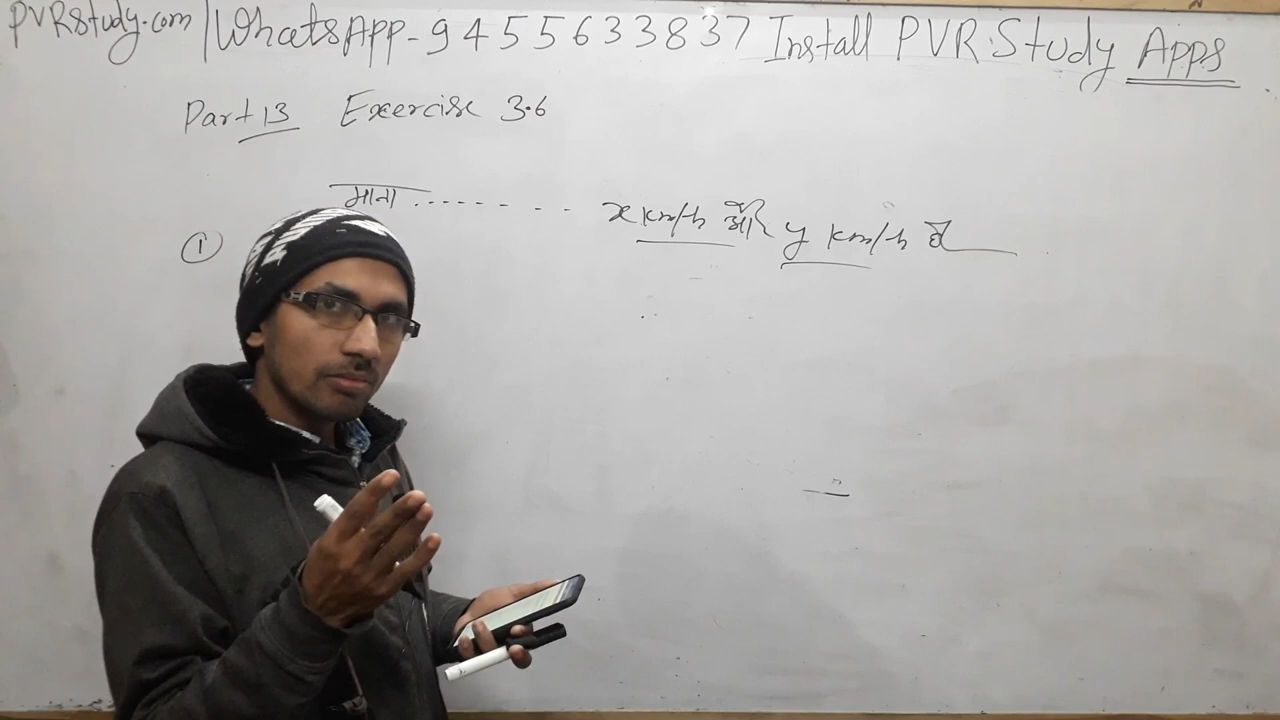 PVRstudy.com | WhatsApp-9455633837 Install PVR Study Apps
Part 13 Exercise 3.6
① माना ........ x km/h और y km/h है